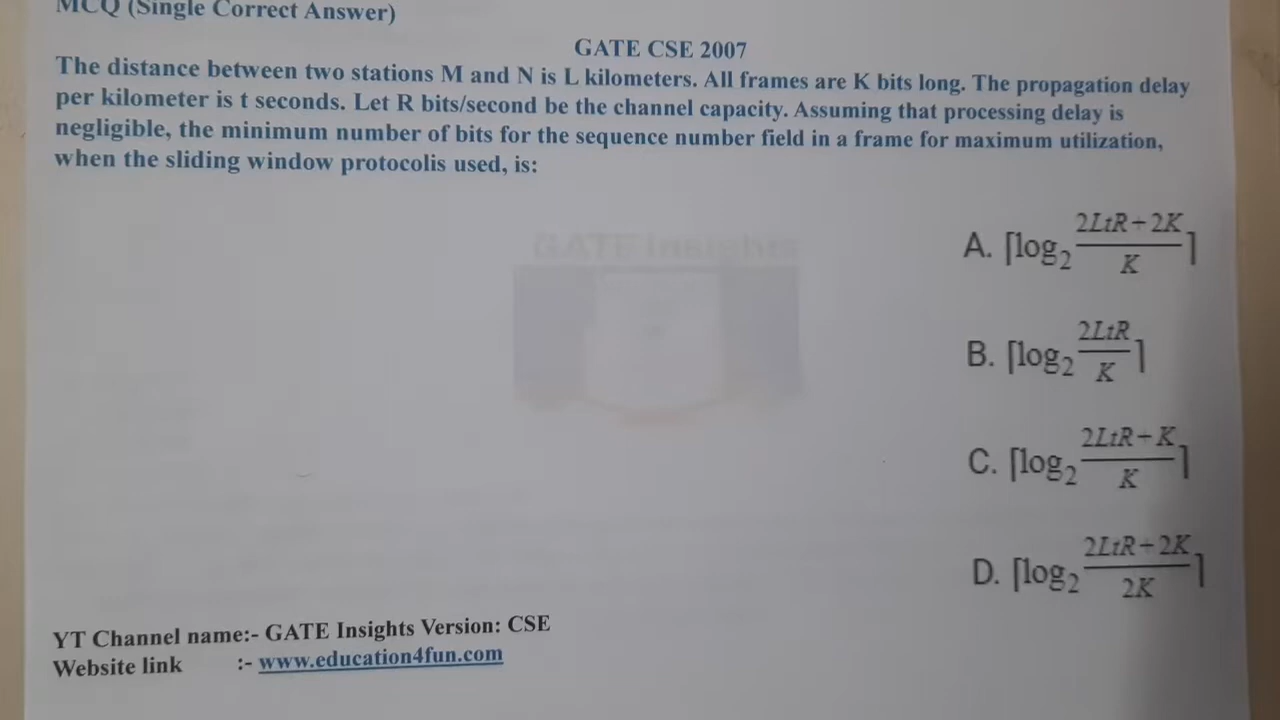 MCQ (Single Correct Answer)
GATE CSE 2007
The distance between two stations M and N is L kilometers. All frames are K bits long. The propagation delay
per kilometer is t seconds. Let R bits/second be the channel capacity. Assuming that processing delay is
negligible, the minimum number of bits for the sequence number field in a frame for maximum utilization,
when the sliding window protocolis used, is:
GATE Insights
A. ⌈log₂ (2LtR+2K)/K⌉
B. ⌈log₂ 2LtR/K⌉
C. ⌈log₂ (2LtR+K)/K⌉
D. ⌈log₂ (2LtR+2K)/2K⌉
YT Channel name:- GATE Insights Version: CSE
Website link :- www.education4fun.com